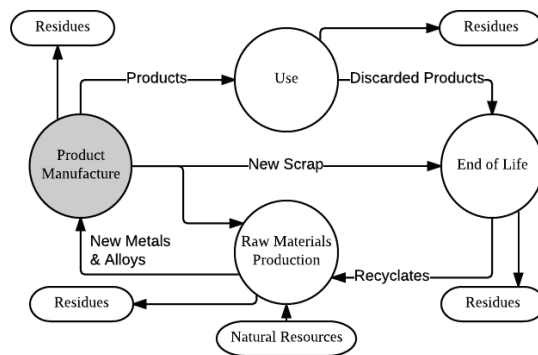 Residues
Residues
Products
Use
Discarded Products
Product
Manufacture
New Scrap
End of Life
New Metals
& Alloys
Raw Materials
Production
Recyclates
Residues
Residues
Natural Resources